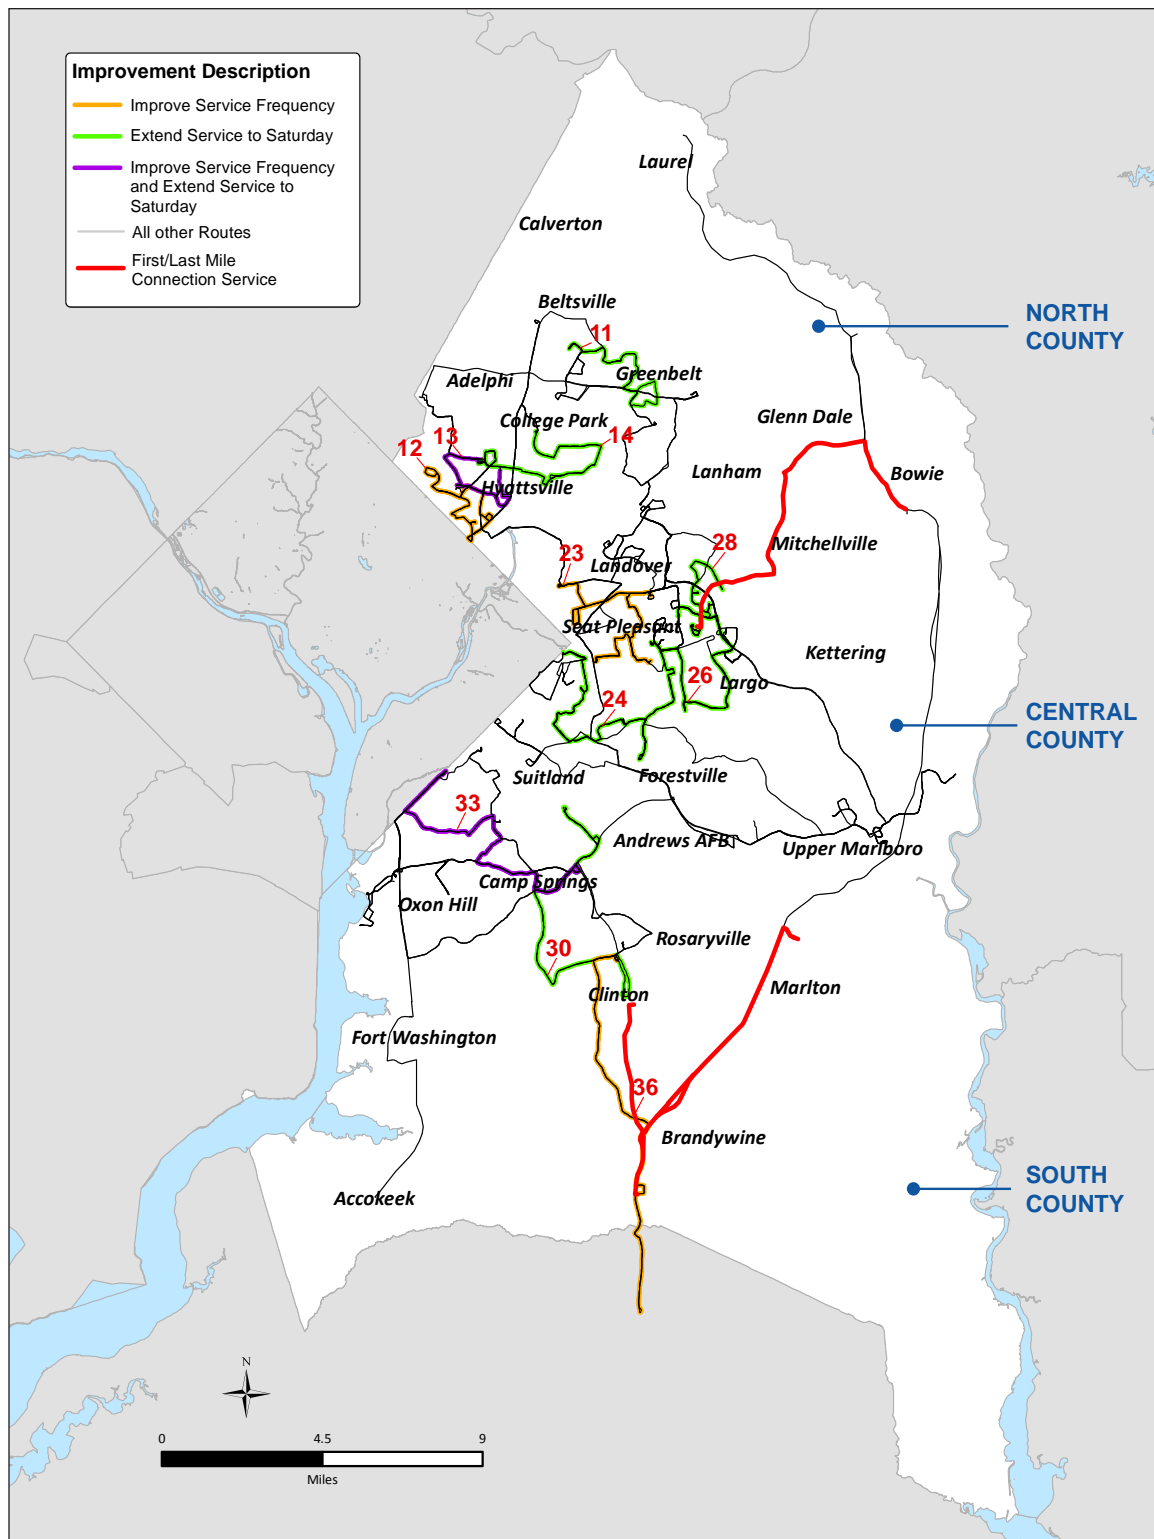 Improvement Description
Improve Service Frequency
Extend Service to Saturday
Improve Service Frequency
and Extend Service to
Saturday
All other Routes
First/Last Mile
Connection Service
Laurel
Calverton
Beltsville
NORTH
COUNTY
11
Adelphi
Greenbelt
College Park
Glenn Dale
12
13
14
Lanham
Bowie
Hyattsville
23
28
Mitchellville
Landover
Seat Pleasant
Kettering
26
Largo
24
CENTRAL
COUNTY
Suitland
Forestville
33
Andrews AFB
Upper Marlboro
Camp Springs
Oxon Hill
30
Rosaryville
Clinton
Marlton
Fort Washington
36
Brandywine
Accokeek
SOUTH
COUNTY
N
0
4.5
9
Miles